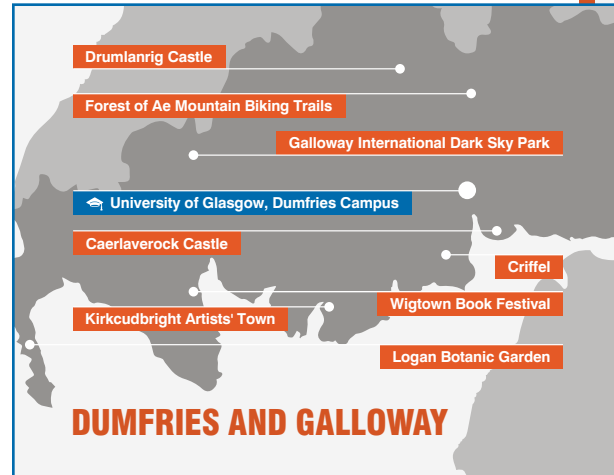 Drumlanrig Castle
Forest of Ae Mountain Biking Trails
Galloway International Dark Sky Park
University of Glasgow, Dumfries Campus
Caerlaverock Castle
Criffel
Wigtown Book Festival
Kirkcudbright Artists' Town
Logan Botanic Garden
DUMFRIES AND GALLOWAY